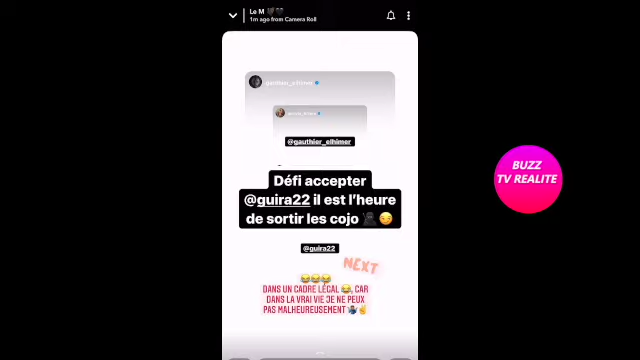 Le M
1m ago from Camera Roll
gauthier_elhimer
@gauthier_elhimer
Défi accepter
@guira22 il est l'heure
de sortir les cojo 🥷🏿😏
@guira22
NEXT
😂😂😂
DANS UN CADRE LÉGAL 😂, CAR
DANS LA VRAI VIE JE NE PEUX
PAS MALHEUREUSEMENT
BUZZ
TV REALITE